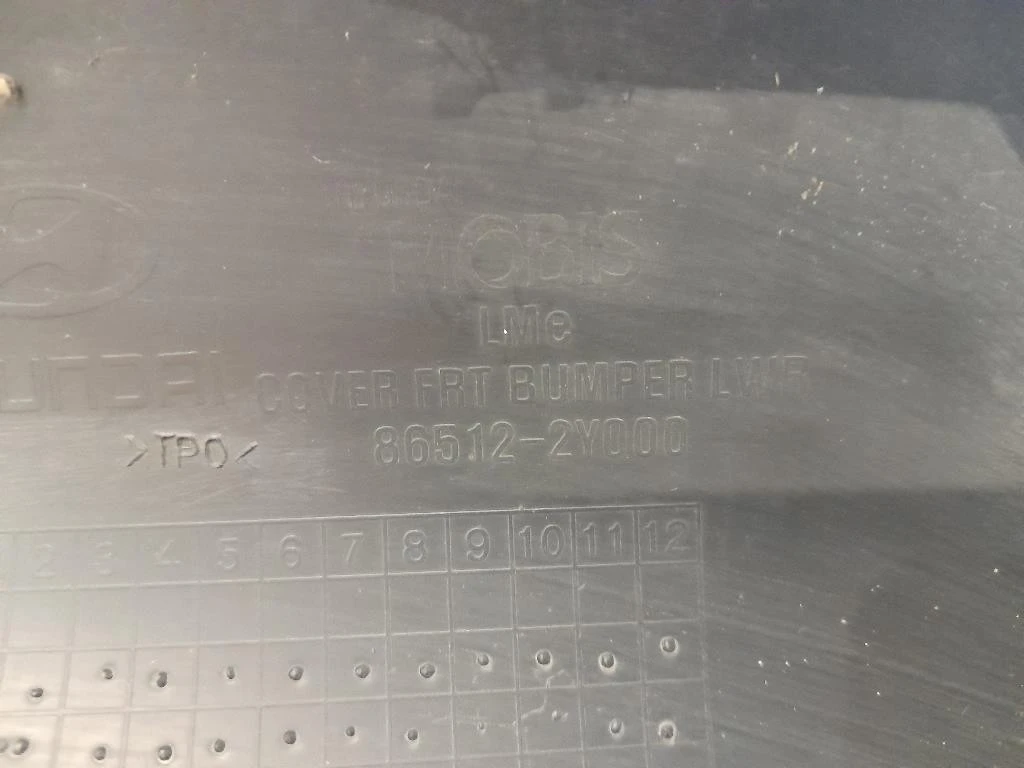 MOBIS
LMe
COVER FRT BUMPER LWR
>TPO< 86512-2Y000
2 3 4 5 6 7 8 9 10 11 12